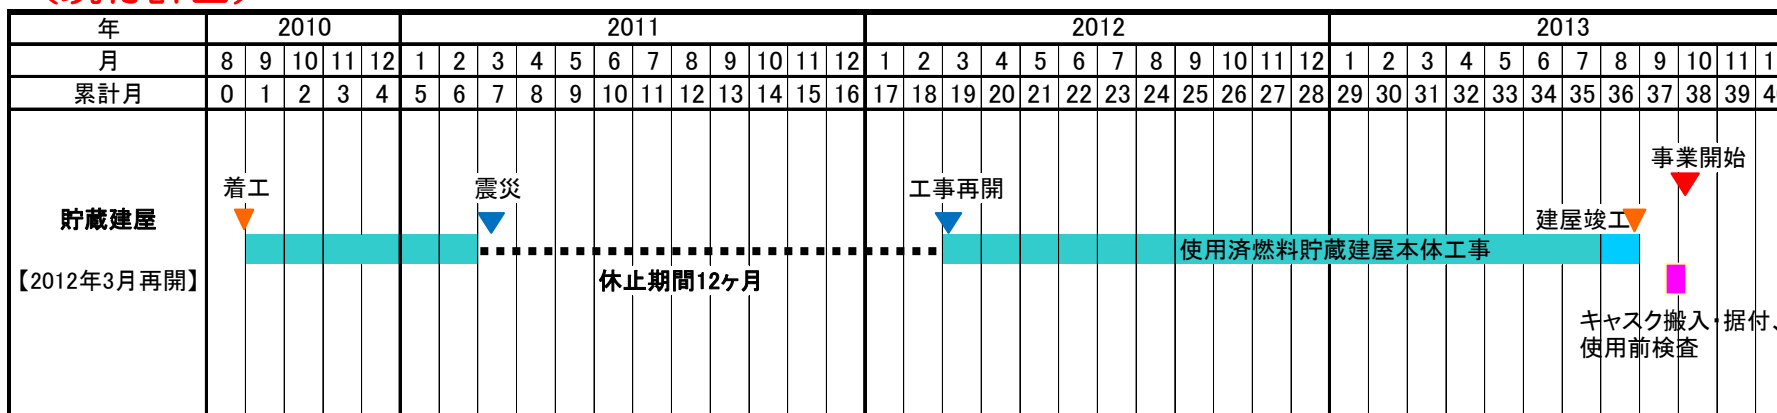 年 2010 2011 2012 2013
月 8 9 10 11 12 1 2 3 4 5 6 7 8 9 10 11 12 1 2 3 4 5 6 7 8 9 10 11 12 1 2 3 4 5 6 7 8 9 10 11
累計月 0 1 2 3 4 5 6 7 8 9 10 11 12 13 14 15 16 17 18 19 20 21 22 23 24 25 26 27 28 29 30 31 32 33 34 35 36 37 38 39
事業開始
着工 震災 工事再開
貯蔵建屋 建屋竣工
使用済燃料貯蔵建屋本体工事
【2012年3月再開】 休止期間12ヶ月
キャスク搬入・据付、
使用前検査